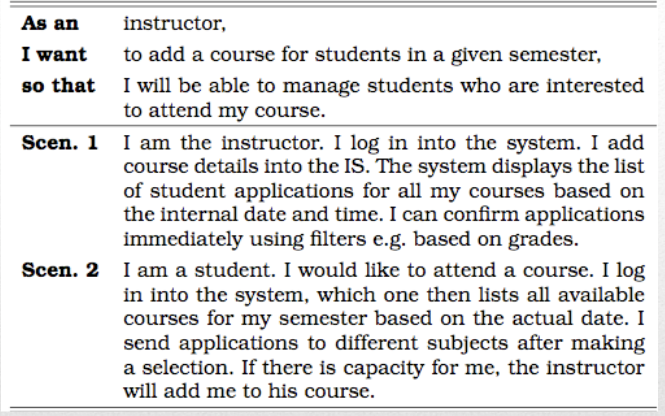 As an instructor,
I want to add a course for students in a given semester,
so that I will be able to manage students who are interested
to attend my course.
Scen. 1 I am the instructor. I log in into the system. I add
course details into the IS. The system displays the list
of student applications for all my courses based on
the internal date and time. I can confirm applications
immediately using filters e.g. based on grades.
Scen. 2 I am a student. I would like to attend a course. I log
in into the system, which one then lists all available
courses for my semester based on the actual date. I
send applications to different subjects after making
a selection. If there is capacity for me, the instructor
will add me to his course.